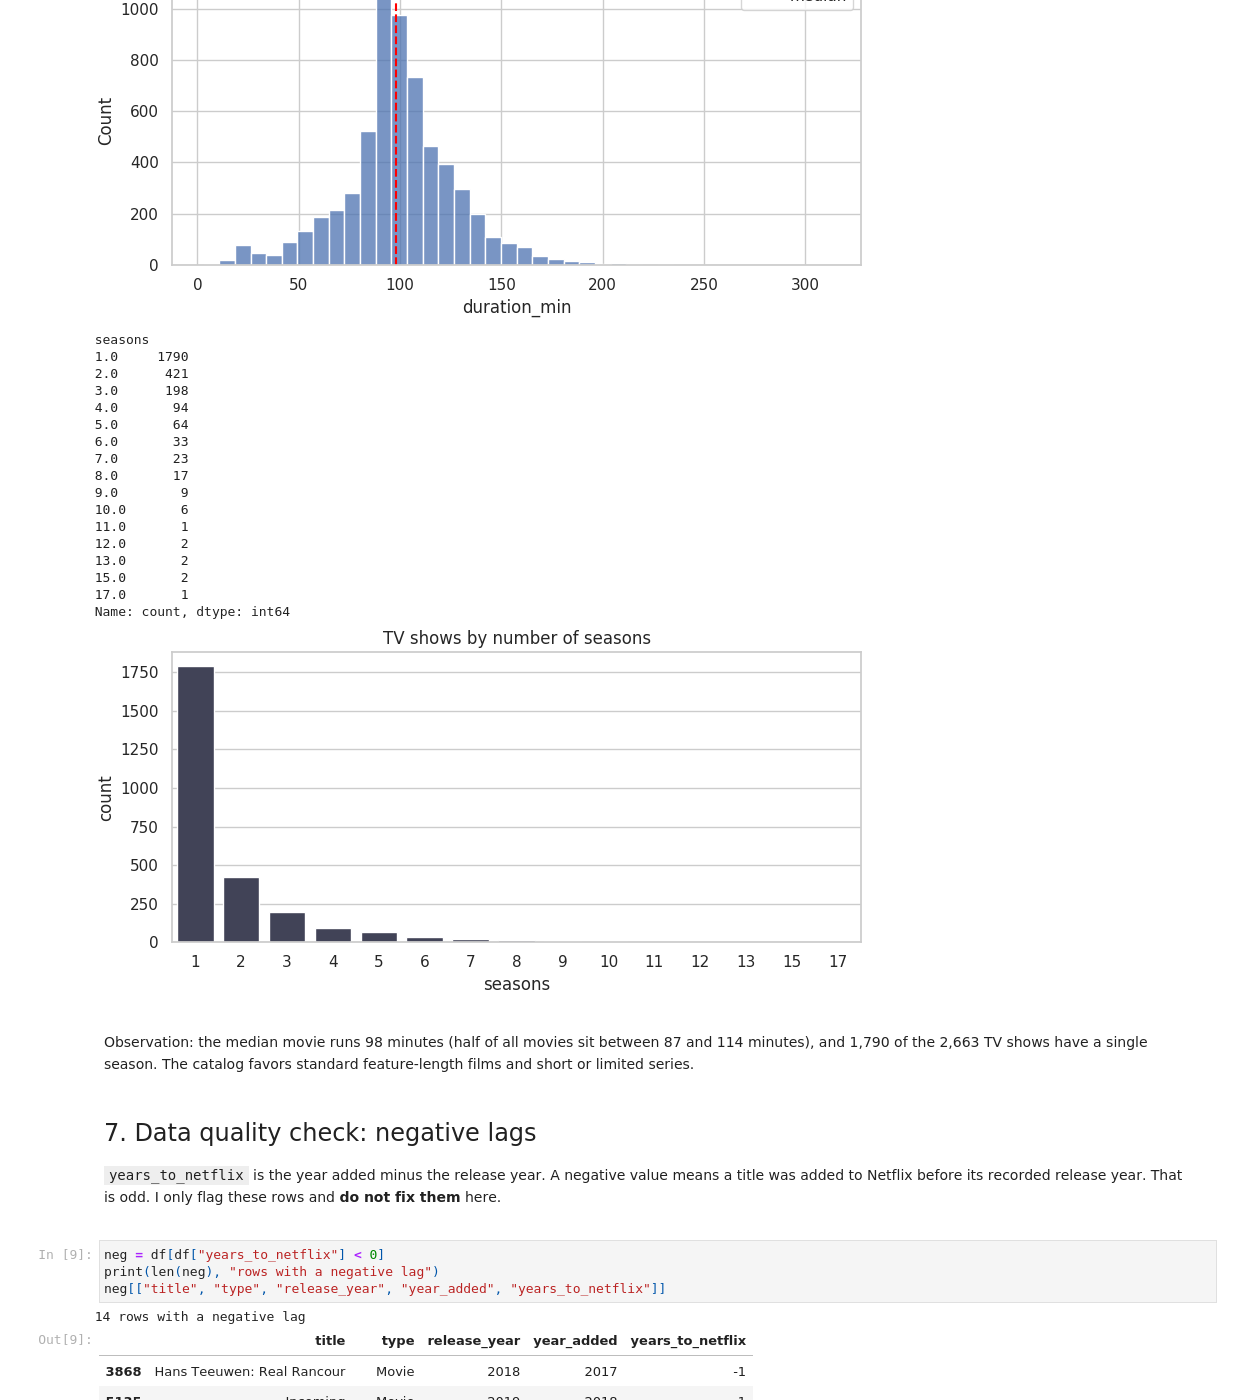 1000
800
600
400
200
0
Count
0 50 100 150 200 250 300
duration_min
seasons
1.0 1790
2.0 421
3.0 198
4.0 94
5.0 64
6.0 33
7.0 23
8.0 17
9.0 9
10.0 6
11.0 1
12.0 2
13.0 2
15.0 2
17.0 1
Name: count, dtype: int64
TV shows by number of seasons
1750
1500
1250
1000
750
500
250
0
count
1 2 3 4 5 6 7 8 9 10 11 12 13 15 17
seasons
Observation: the median movie runs 98 minutes (half of all movies sit between 87 and 114 minutes), and 1,790 of the 2,663 TV shows have a single
season. The catalog favors standard feature-length films and short or limited series.
7. Data quality check: negative lags
years_to_netflix is the year added minus the release year. A negative value means a title was added to Netflix before its recorded release year. That
is odd. I only flag these rows and do not fix them here.
In [9]: neg = df[df["years_to_netflix"] < 0]
print(len(neg), "rows with a negative lag")
neg[["title", "type", "release_year", "year_added", "years_to_netflix"]]
14 rows with a negative lag
Out[9]: title type release_year year_added years_to_netflix
3868 Hans Teeuwen: Real Rancour Movie 2018 2017 -1